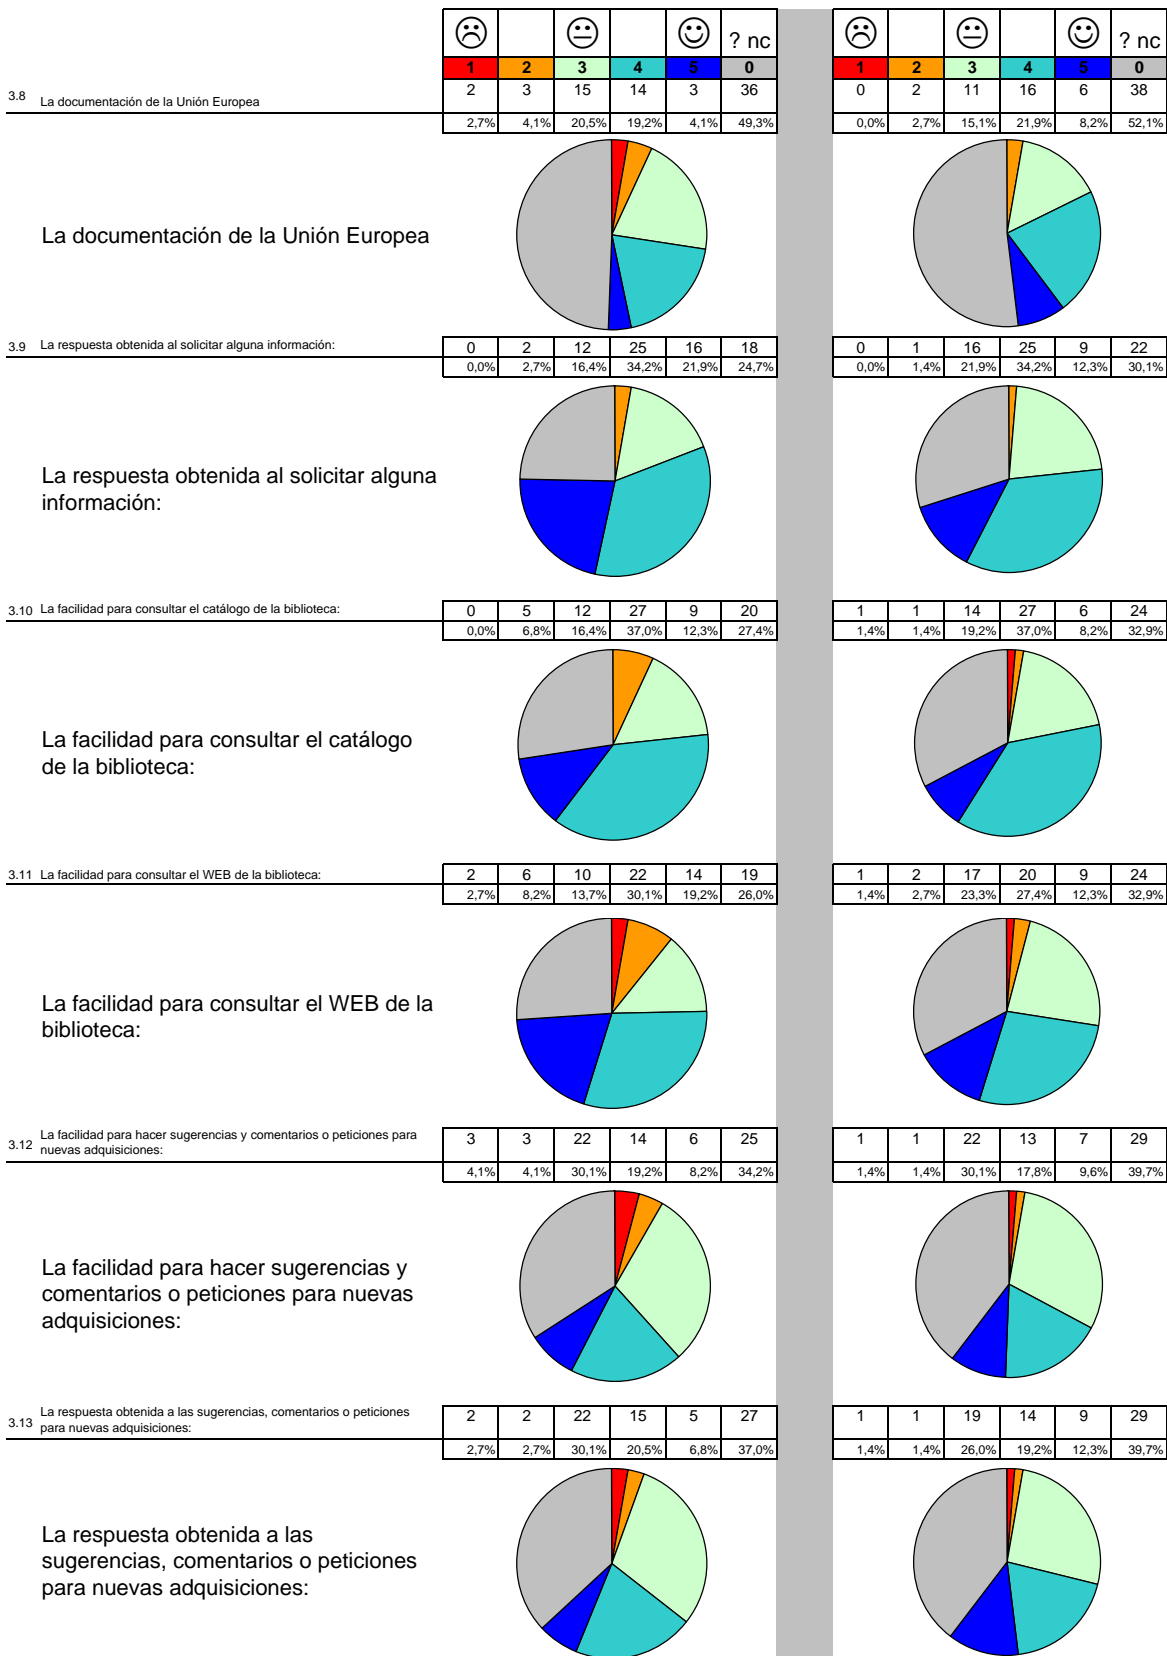 ? nc ? nc
1 2 3 4 5 0 1 2 3 4 5 0
3.8 La documentación de la Unión Europea 2 3 15 14 3 36 0 2 11 16 6 38
2,7% 4,1% 20,5% 19,2% 4,1% 49,3% 0,0% 2,7% 15,1% 21,9% 8,2% 52,1%
La documentación de la Unión Europea
3.9 La respuesta obtenida al solicitar alguna información: 0 2 12 25 16 18 0 1 16 25 9 22
0,0% 2,7% 16,4% 34,2% 21,9% 24,7% 0,0% 1,4% 21,9% 34,2% 12,3% 30,1%
La respuesta obtenida al solicitar alguna
información:
3.10 La facilidad para consultar el catálogo de la biblioteca: 0 5 12 27 9 20 1 1 14 27 6 24
0,0% 6,8% 16,4% 37,0% 12,3% 27,4% 1,4% 1,4% 19,2% 37,0% 8,2% 32,9%
La facilidad para consultar el catálogo
de la biblioteca:
3.11 La facilidad para consultar el WEB de la biblioteca: 2 6 10 22 14 19 1 2 17 20 9 24
2,7% 8,2% 13,7% 30,1% 19,2% 26,0% 1,4% 2,7% 23,3% 27,4% 12,3% 32,9%
La facilidad para consultar el WEB de la
biblioteca:
3.12 La facilidad para hacer sugerencias y comentarios o peticiones para
nuevas adquisiciones: 3 3 22 14 6 25 1 1 22 13 7 29
4,1% 4,1% 30,1% 19,2% 8,2% 34,2% 1,4% 1,4% 30,1% 17,8% 9,6% 39,7%
La facilidad para hacer sugerencias y
comentarios o peticiones para nuevas
adquisiciones:
3.13 La respuesta obtenida a las sugerencias, comentarios o peticiones
para nuevas adquisiciones: 2 2 22 15 5 27 1 1 19 14 9 29
2,7% 2,7% 30,1% 20,5% 6,8% 37,0% 1,4% 1,4% 26,0% 19,2% 12,3% 39,7%
La respuesta obtenida a las
sugerencias, comentarios o peticiones
para nuevas adquisiciones: